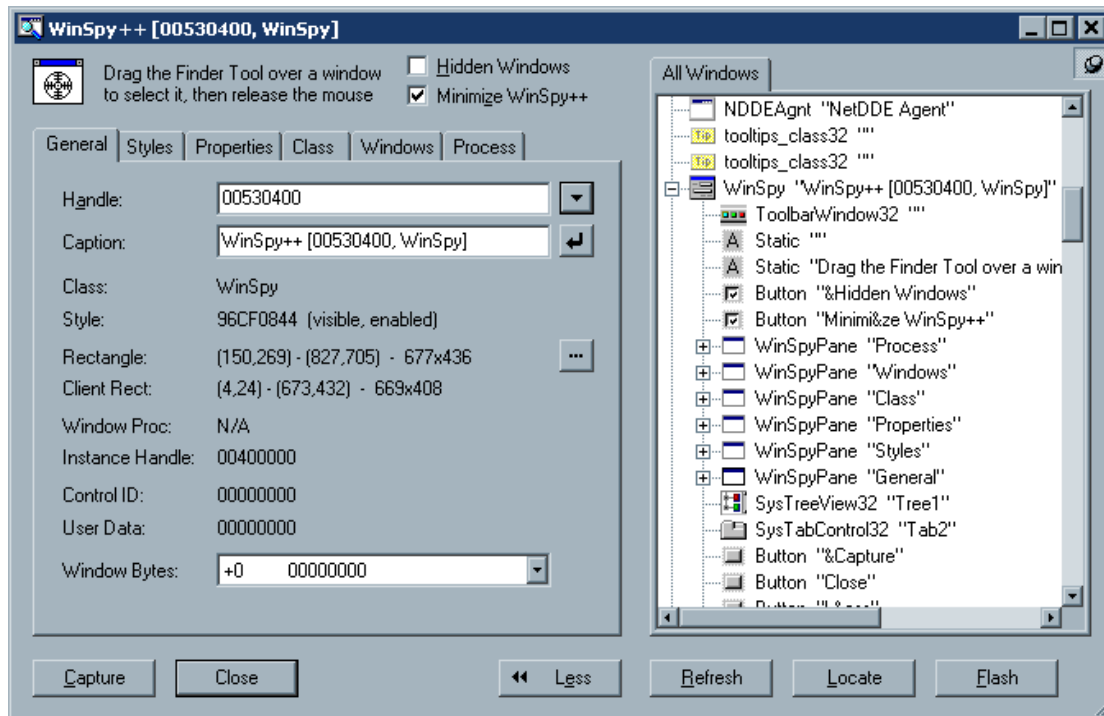 WinSpy++ [00530400, WinSpy]
Drag the Finder Tool over a window
to select it, then release the mouse
Hidden Windows
Minimize WinSpy++
General Styles Properties Class Windows Process
Handle: 00530400
Caption: WinSpy++ [00530400, WinSpy]
Class: WinSpy
Style: 96CF0844 (visible, enabled)
Rectangle: (150,269) - (827,705) - 677x436 ...
Client Rect: (4,24) - (673,432) - 669x408
Window Proc: N/A
Instance Handle: 00400000
Control ID: 00000000
User Data: 00000000
Window Bytes: +0 00000000
All Windows
NDDEAgnt "NetDDE Agent"
Tip tooltips_class32 ""
Tip tooltips_class32 ""
WinSpy "WinSpy++ [00530400, WinSpy]"
ToolbarWindow32 ""
A Static ""
A Static "Drag the Finder Tool over a win
Button "&Hidden Windows"
Button "Minimi&ze WinSpy++"
WinSpyPane "Process"
WinSpyPane "Windows"
WinSpyPane "Class"
WinSpyPane "Properties"
WinSpyPane "Styles"
WinSpyPane "General"
SysTreeView32 "Tree1"
SysTabControl32 "Tab2"
Button "&Capture"
Button "Close"
Capture Close Less Refresh Locate Flash